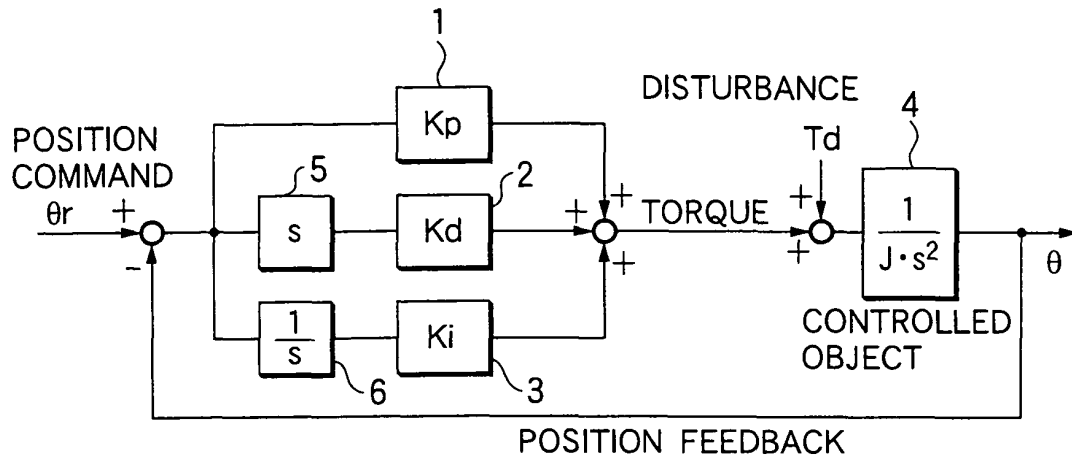 1
Kp
DISTURBANCE
4
POSITION
COMMAND
5
2
Td
θr
+
s
Kd
+
+
TORQUE
+
+
1
J·s²
θ
-
+
1
s
Ki
CONTROLLED
OBJECT
6
3
POSITION FEEDBACK